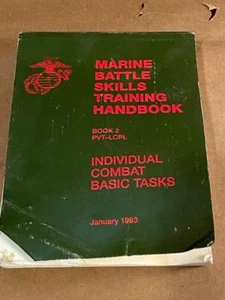 MARINE
BATTLE
SKILLS
TRAINING
HANDBOOK
BOOK 2
PVT-LCPL
INDIVIDUAL
COMBAT
BASIC TASKS
January 1993